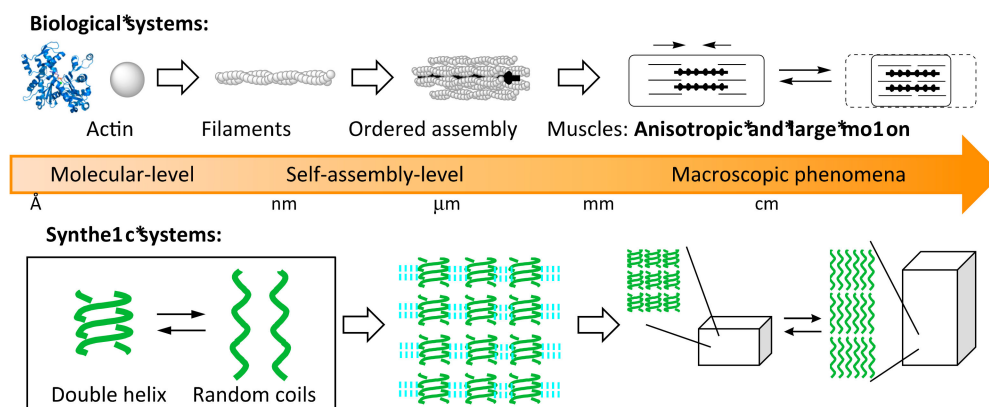 Biological*systems:
Actin
Filaments
Ordered assembly
Muscles: Anisotropic*and*large*mo1on
Molecular-level
Self-assembly-level
Macroscopic phenomena
Å
nm
μm
mm
cm
Synthe1c*systems:
Double helix
Random coils